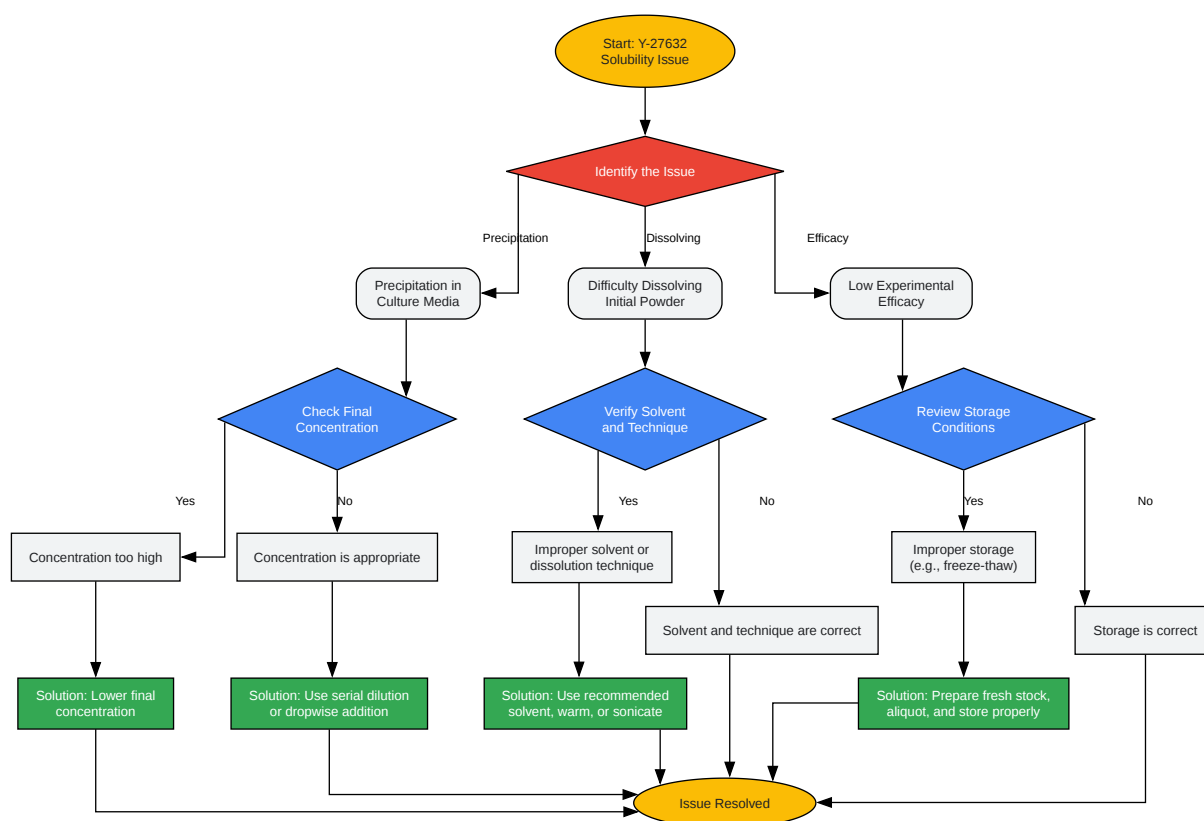 Start: Y-27632
Solubility Issue
Identify the Issue
Precipitation
Dissolving
Efficacy
Precipitation in
Culture Media
Difficulty Dissolving
Initial Powder
Low Experimental
Efficacy
Check Final
Concentration
Verify Solvent
and Technique
Review Storage
Conditions
Yes
No
Yes
No
Yes
No
Concentration too high
Concentration is appropriate
Improper solvent or
dissolution technique
Improper storage
(e.g., freeze-thaw)
Solvent and technique are correct
Storage is correct
Solution: Lower final
concentration
Solution: Use serial dilution
or dropwise addition
Solution: Use recommended
solvent, warm, or sonicate
Solution: Prepare fresh stock,
aliquot, and store properly
Issue Resolved